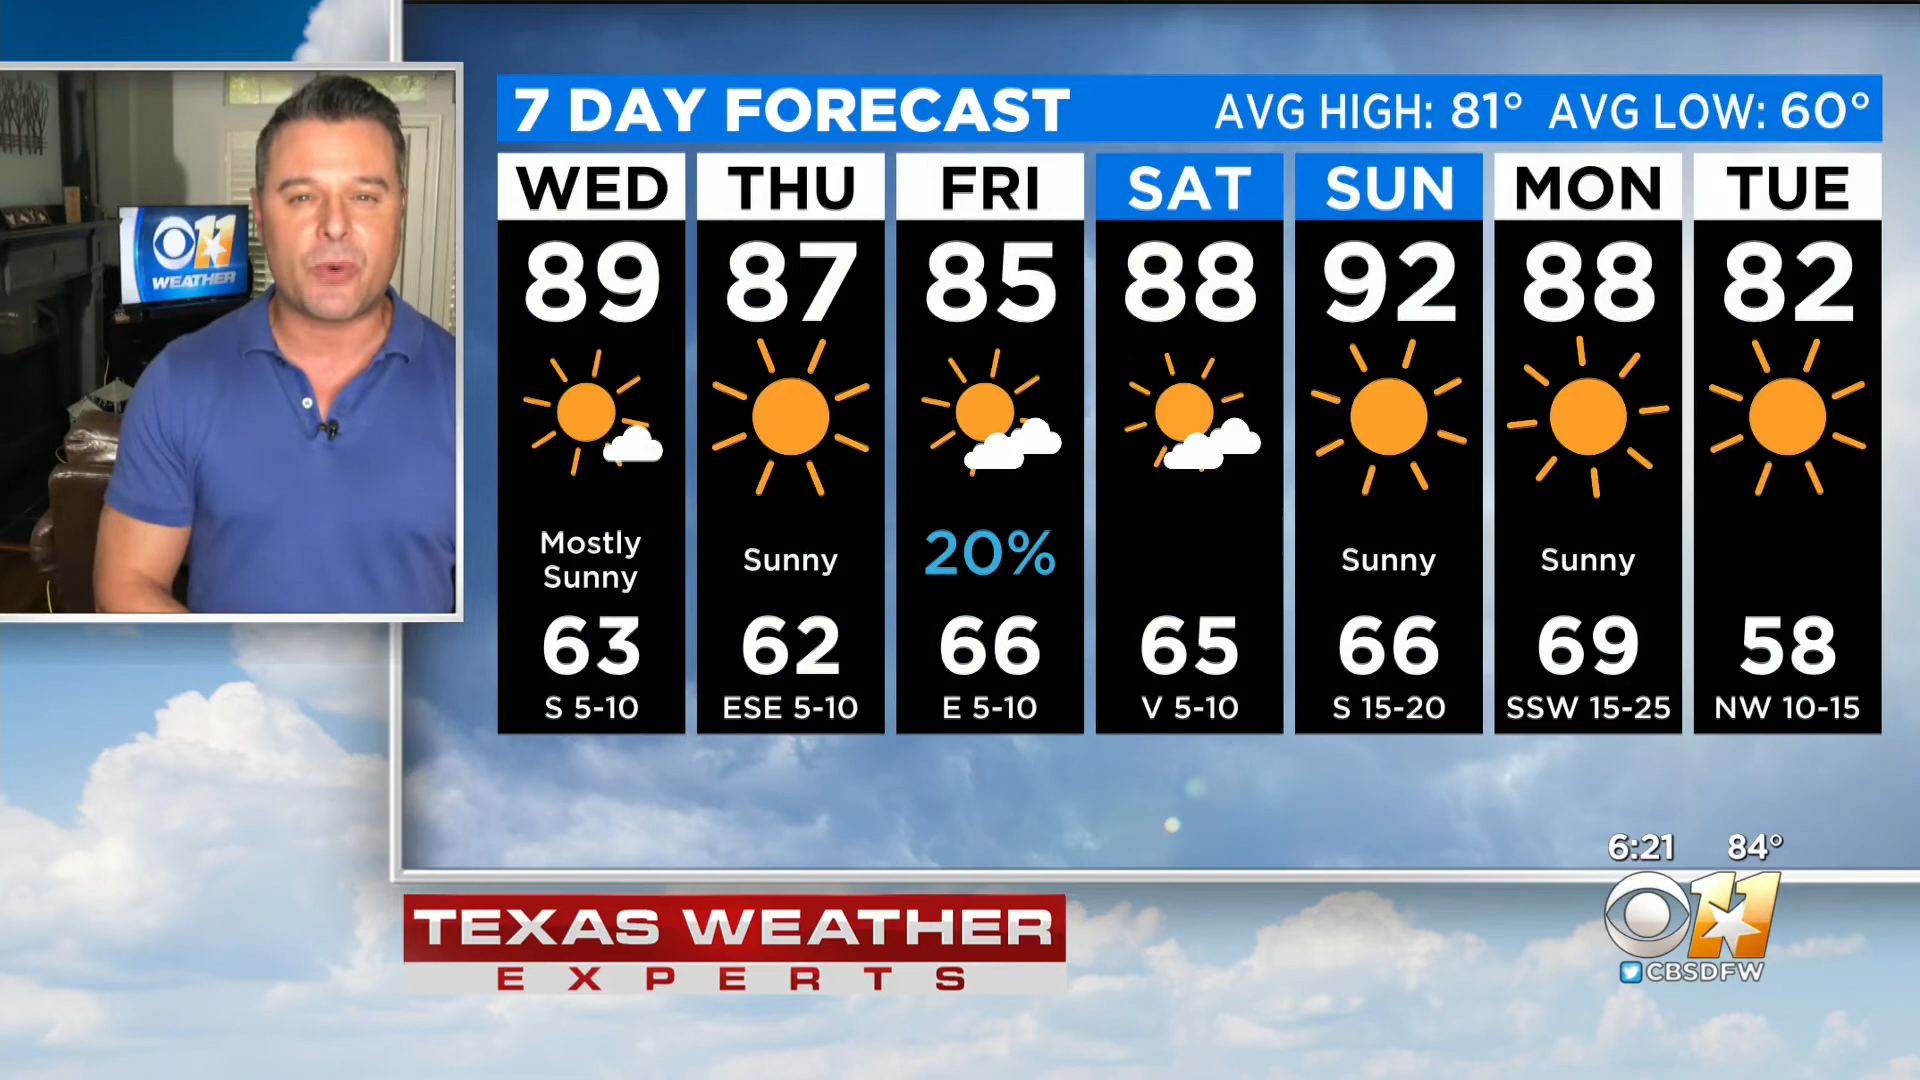 7 DAY FORECAST AVG HIGH: 81° AVG LOW: 60°
WED THU FRI SAT SUN MON TUE
89 87 85 88 92 88 82
Mostly
Sunny
Sunny
20%
Sunny
Sunny
63 62 66 65 66 69 58
S 5-10 ESE 5-10 E 5-10 V 5-10 S 15-20 SSW 15-25 NW 10-15
11
WEATHER
6:21 84°
11
CBSDFW
TEXAS WEATHER
EXPERTS